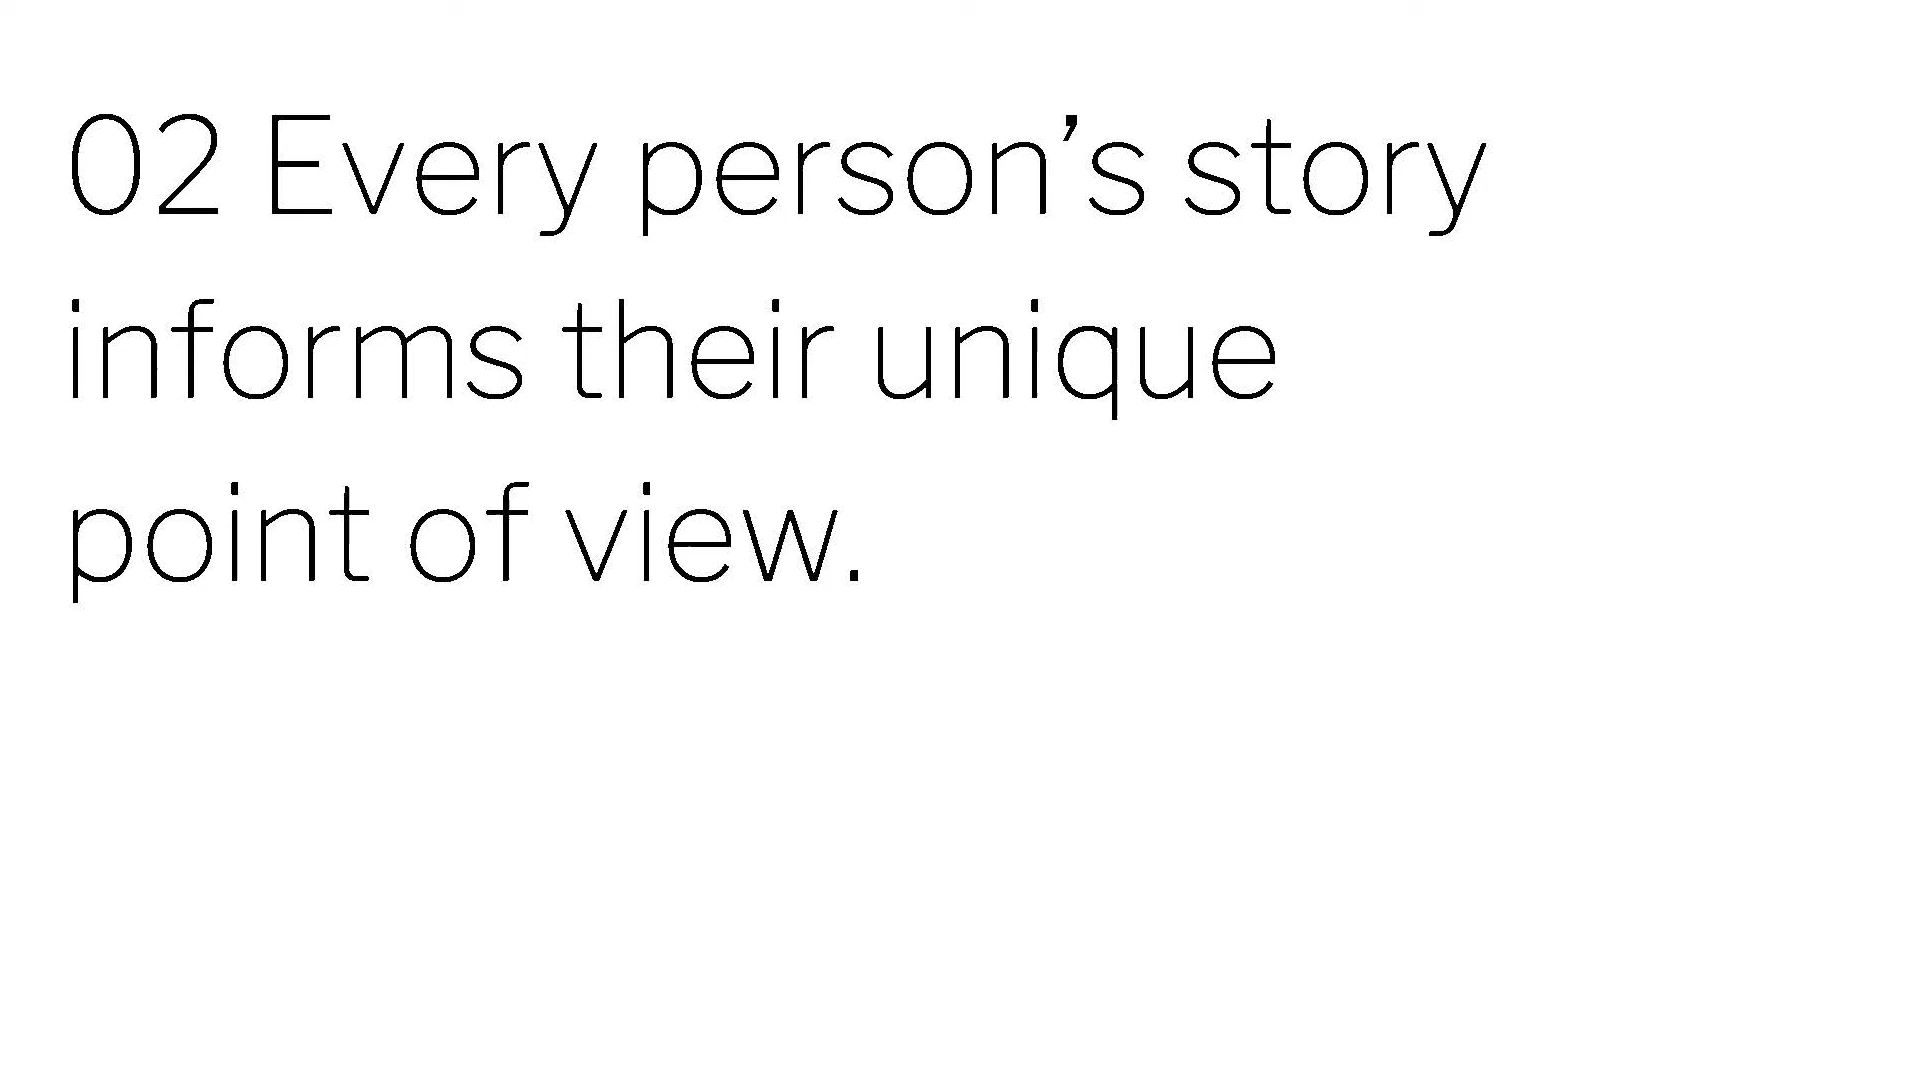 02 Every person’s story
informs their unique
point of view.